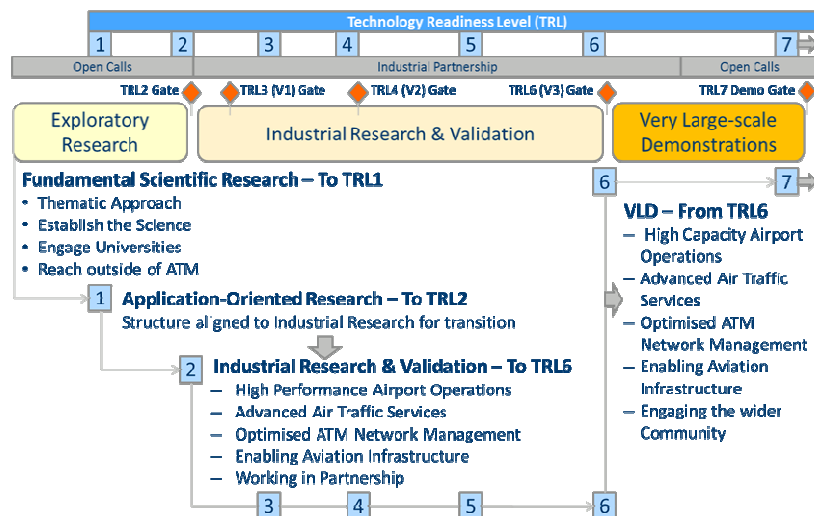 Technology Readiness Level (TRL)
1 2 3 4 5 6 7
Open Calls Industrial Partnership Open Calls
TRL2 Gate TRL3 (V1) Gate TRL4 (V2) Gate TRL6 (V3) Gate TRL7 Demo Gate
Exploratory
Research
Industrial Research & Validation
Very Large-scale
Demonstrations
Fundamental Scientific Research – To TRL1
• Thematic Approach
• Establish the Science
• Engage Universities
• Reach outside of ATM
1
Application-Oriented Research – To TRL2
Structure aligned to Industrial Research for transition
2
Industrial Research & Validation – To TRL6
– High Performance Airport Operations
– Advanced Air Traffic Services
– Optimised ATM Network Management
– Enabling Aviation Infrastructure
– Working in Partnership
3 4 5 6
6 7
VLD – From TRL6
– High Capacity Airport
Operations
– Advanced Air Traffic
Services
– Optimised ATM
Network Management
– Enabling Aviation
Infrastructure
– Engaging the wider
Community